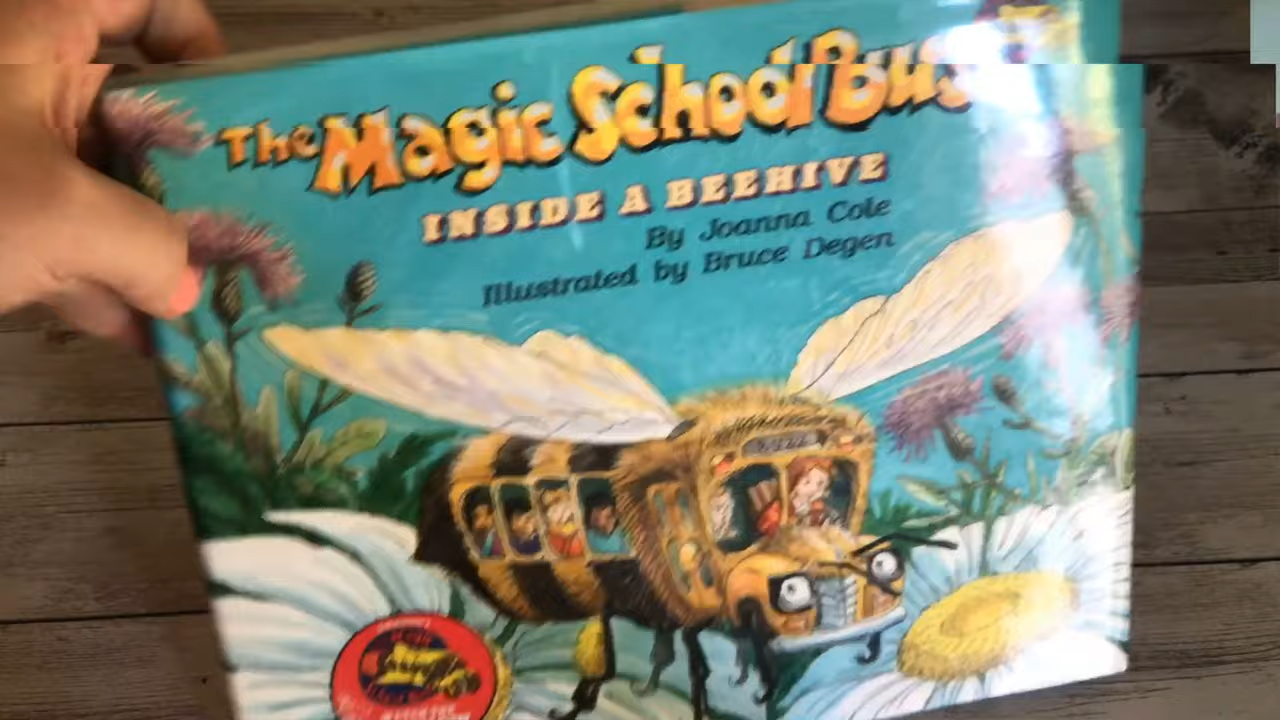 The Magic School Bus
INSIDE A BEEHIVE
By Joanna Cole
Illustrated by Bruce Degen